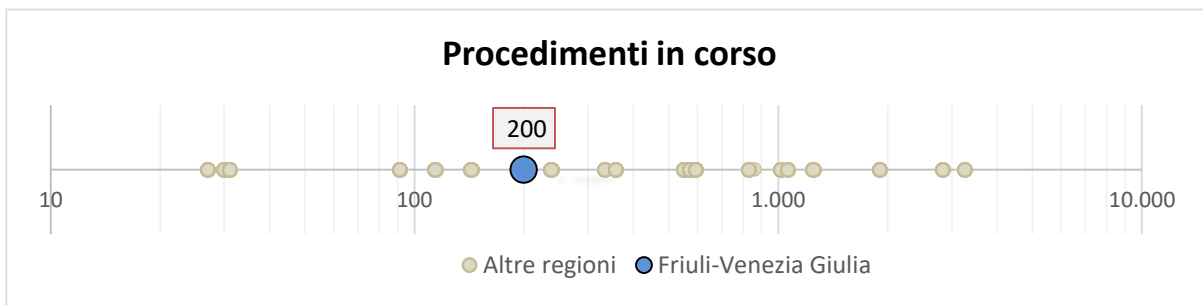 Procedimenti in corso
200
10 100 1.000 10.000
Altre regioni Friuli-Venezia Giulia